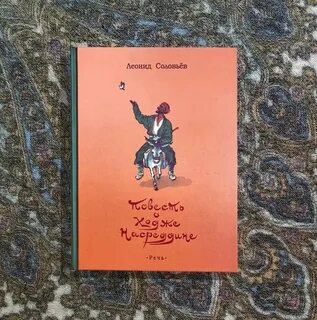 Леонид Соловьёв
Повесть
о
Ходже
Насреддине
• Речь •